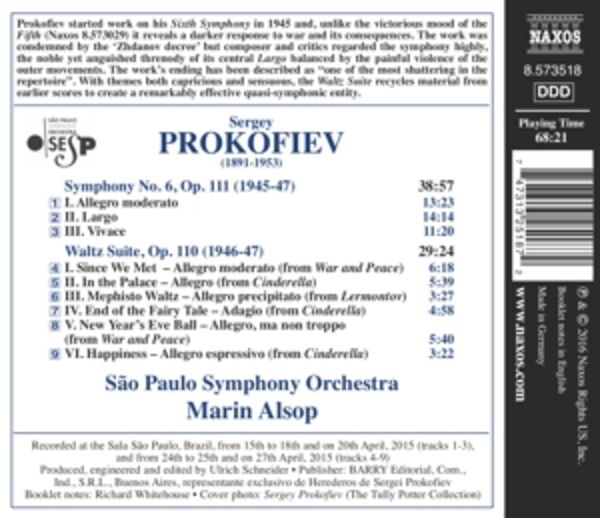 Prokofiev started work on his Sixth Symphony in 1945 and, unlike the victorious mood of the
Fifth (Naxos 8.573029) it reveals a darker response to war and its consequences. The work was
condemned by the ‘Zhdanov decree’ but composer and critics regarded the symphony highly,
the noble yet anguished threnody of its central Largo balanced by the painful violence of the
outer movements. The work’s ending has been described as “one of the most shattering in the
repertoire”. With themes both capricious and sensuous, the Waltz Suite recycles material from
earlier scores to create a remarkably effective quasi-symphonic entity.
SÃO PAULO
ORCHESTRA
SESP
Sergey
PROKOFIEV
(1891-1953)
Symphony No. 6, Op. 111 (1945-47) 38:57
1 I. Allegro moderato 13:23
2 II. Largo 14:14
3 III. Vivace 11:20
Waltz Suite, Op. 110 (1946-47) 29:24
4 I. Since We Met – Allegro moderato (from War and Peace) 6:18
5 II. In the Palace – Allegro (from Cinderella) 5:39
6 III. Mephisto Waltz – Allegro precipitato (from Lermontov) 3:27
7 IV. End of the Fairy Tale – Adagio (from Cinderella) 4:58
8 V. New Year’s Eve Ball – Allegro, ma non troppo
(from War and Peace) 5:40
9 VI. Happiness – Allegro espressivo (from Cinderella) 3:22
São Paulo Symphony Orchestra
Marin Alsop
Recorded at the Sala São Paulo, Brazil, from 15th to 18th and on 20th April, 2015 (tracks 1-3),
and from 24th to 25th and on 27th April, 2015 (tracks 4-9)
Produced, engineered and edited by Ulrich Schneider • Publisher: BARRY Editorial, Com.,
Ind., S.R.L., Buenos Aires, representante exclusivo de Herederos de Sergei Prokofiev
Booklet notes: Richard Whitehouse • Cover photo: Sergey Prokofiev (The Tully Potter Collection)
NAXOS
8.573518
DDD
Playing Time
68:21
7 47313 35187 2
℗ & © 2016 Naxos Rights US, Inc.
Booklet notes in English
Made in Germany
www.naxos.com